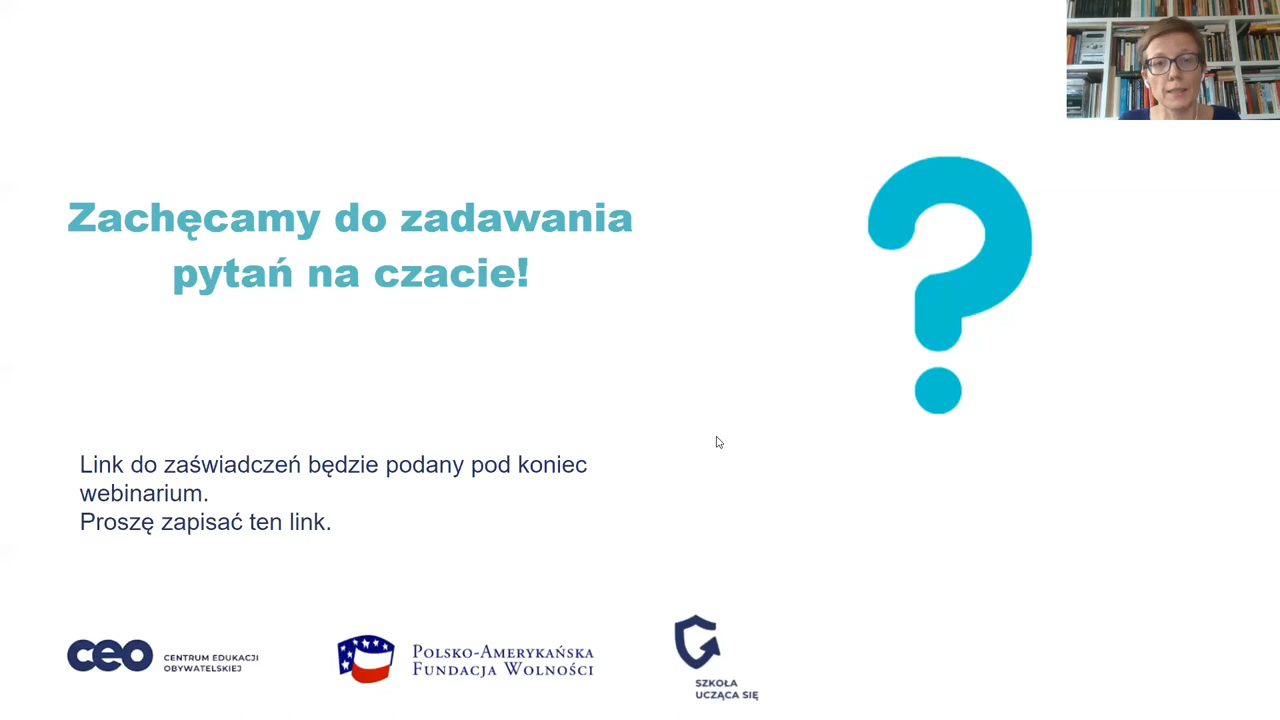 Zachęcamy do zadawania
pytań na czacie!
?
Link do zaświadczeń będzie podany pod koniec
webinarium.
Proszę zapisać ten link.
ceo
CENTRUM EDUKACJI
OBYWATELSKIEJ
POLSKO-AMERYKAŃSKA
FUNDACJA WOLNOŚCI
SZKOŁA
UCZĄCA SIĘ